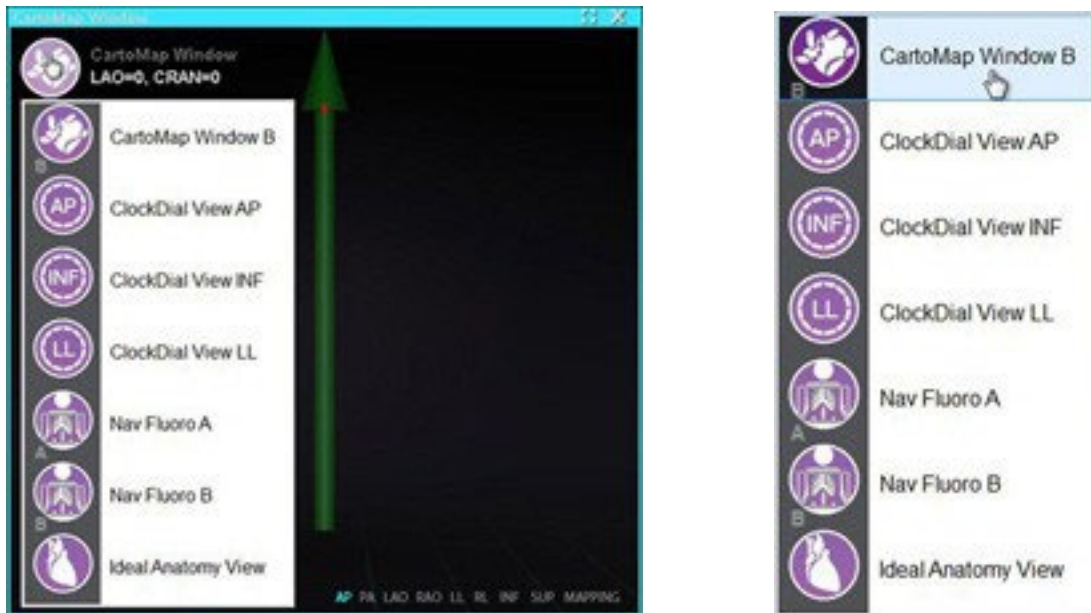 CartoMap Window
CartoMap Window
LAO=0, CRAN=0
CartoMap Window B
B
AP
ClockDial View AP
INF
ClockDial View INF
LL
ClockDial View LL
Nav Fluoro A
A
Nav Fluoro B
B
Ideal Anatomy View
AP PA LAO RAO LL RL INF SUP MAPPING
CartoMap Window B
B
AP
ClockDial View AP
INF
ClockDial View INF
LL
ClockDial View LL
Nav Fluoro A
A
Nav Fluoro B
B
Ideal Anatomy View